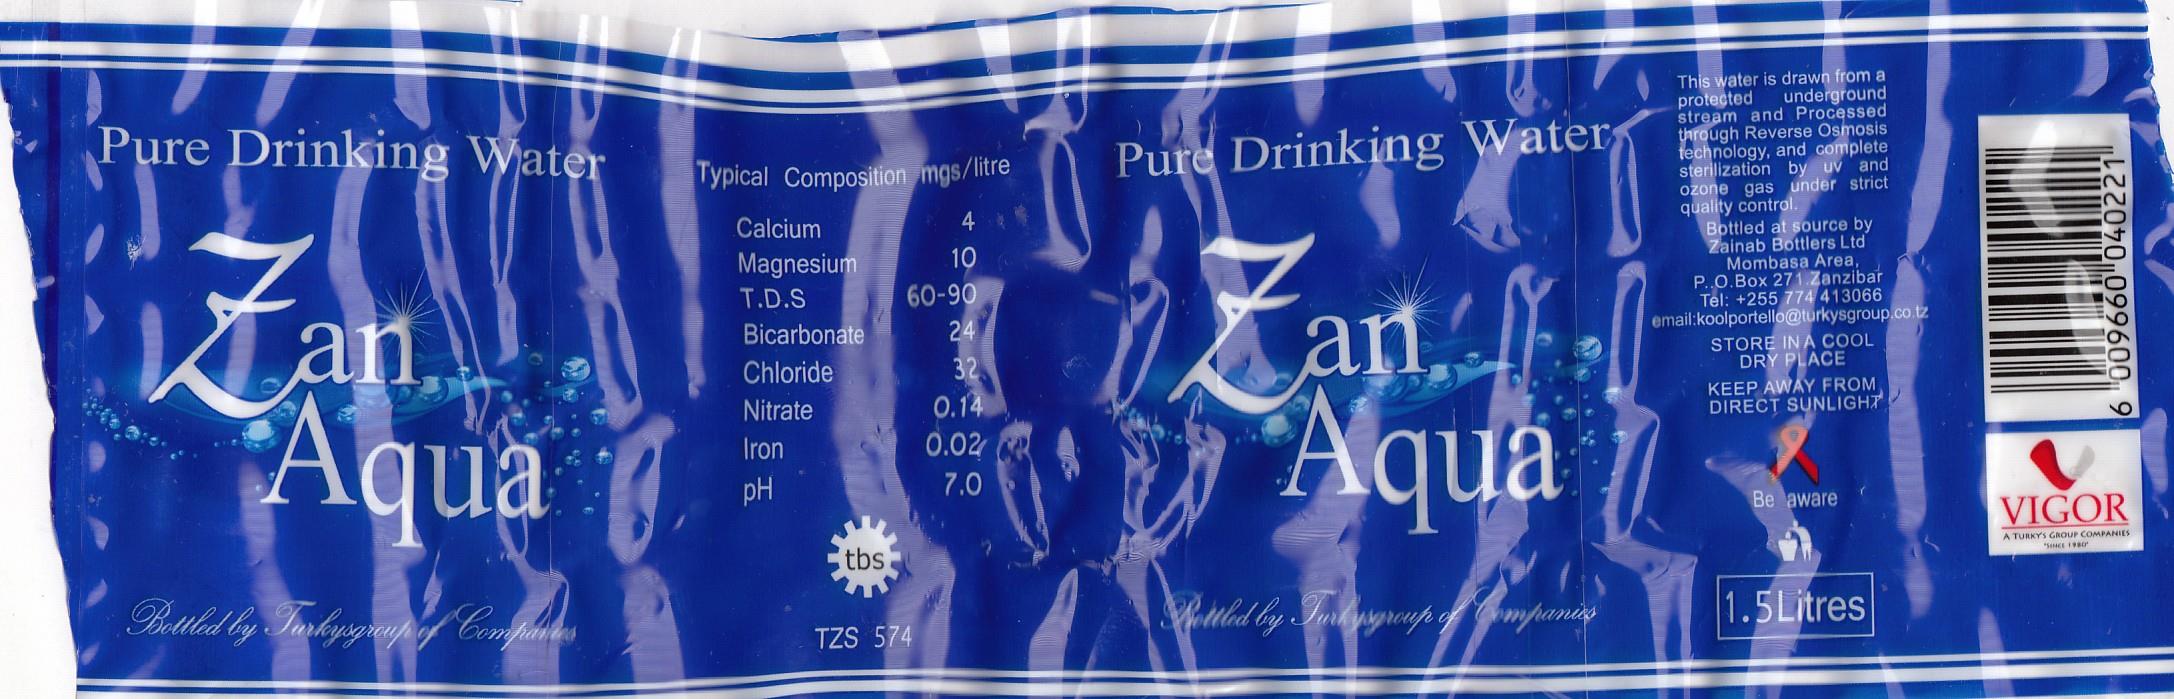 Pure Drinking Water
Zan
Aqua
Bottled by Turkysgroup of Companies
Typical Composition mgs/litre
Calcium 4
Magnesium 10
T.D.S 60-90
Bicarbonate 24
Chloride 32
Nitrate 0.14
Iron 0.02
pH 7.0
tbs
TZS 574
Pure Drinking Water
Zan
Aqua
Bottled by Turkysgroup of Companies
This water is drawn from a
protected underground
stream and Processed
through Reverse Osmosis
technology, and complete
sterilization by uv and
ozone gas under strict
quality control.
Bottled at source by
Zainab Bottlers Ltd
Mombasa Area,
P.O.Box 271.Zanzibar
Tel: +255 774 413066
email:koolportello@turkysgroup.co.tz
STORE IN A COOL
DRY PLACE
KEEP AWAY FROM
DIRECT SUNLIGHT
Be aware
1.5Litres
6 009660 040221
VIGOR
A TURKY'S GROUP COMPANIES
"SINCE 1980"